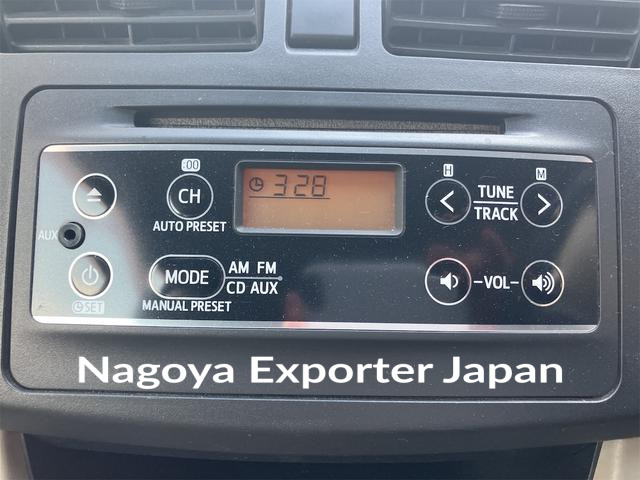 :00 H M
CH 3:28 < TUNE >
TRACK
AUX AUTO PRESET
MODE AM FM
CD AUX -VOL-
SET MANUAL PRESET
Nagoya Exporter Japan